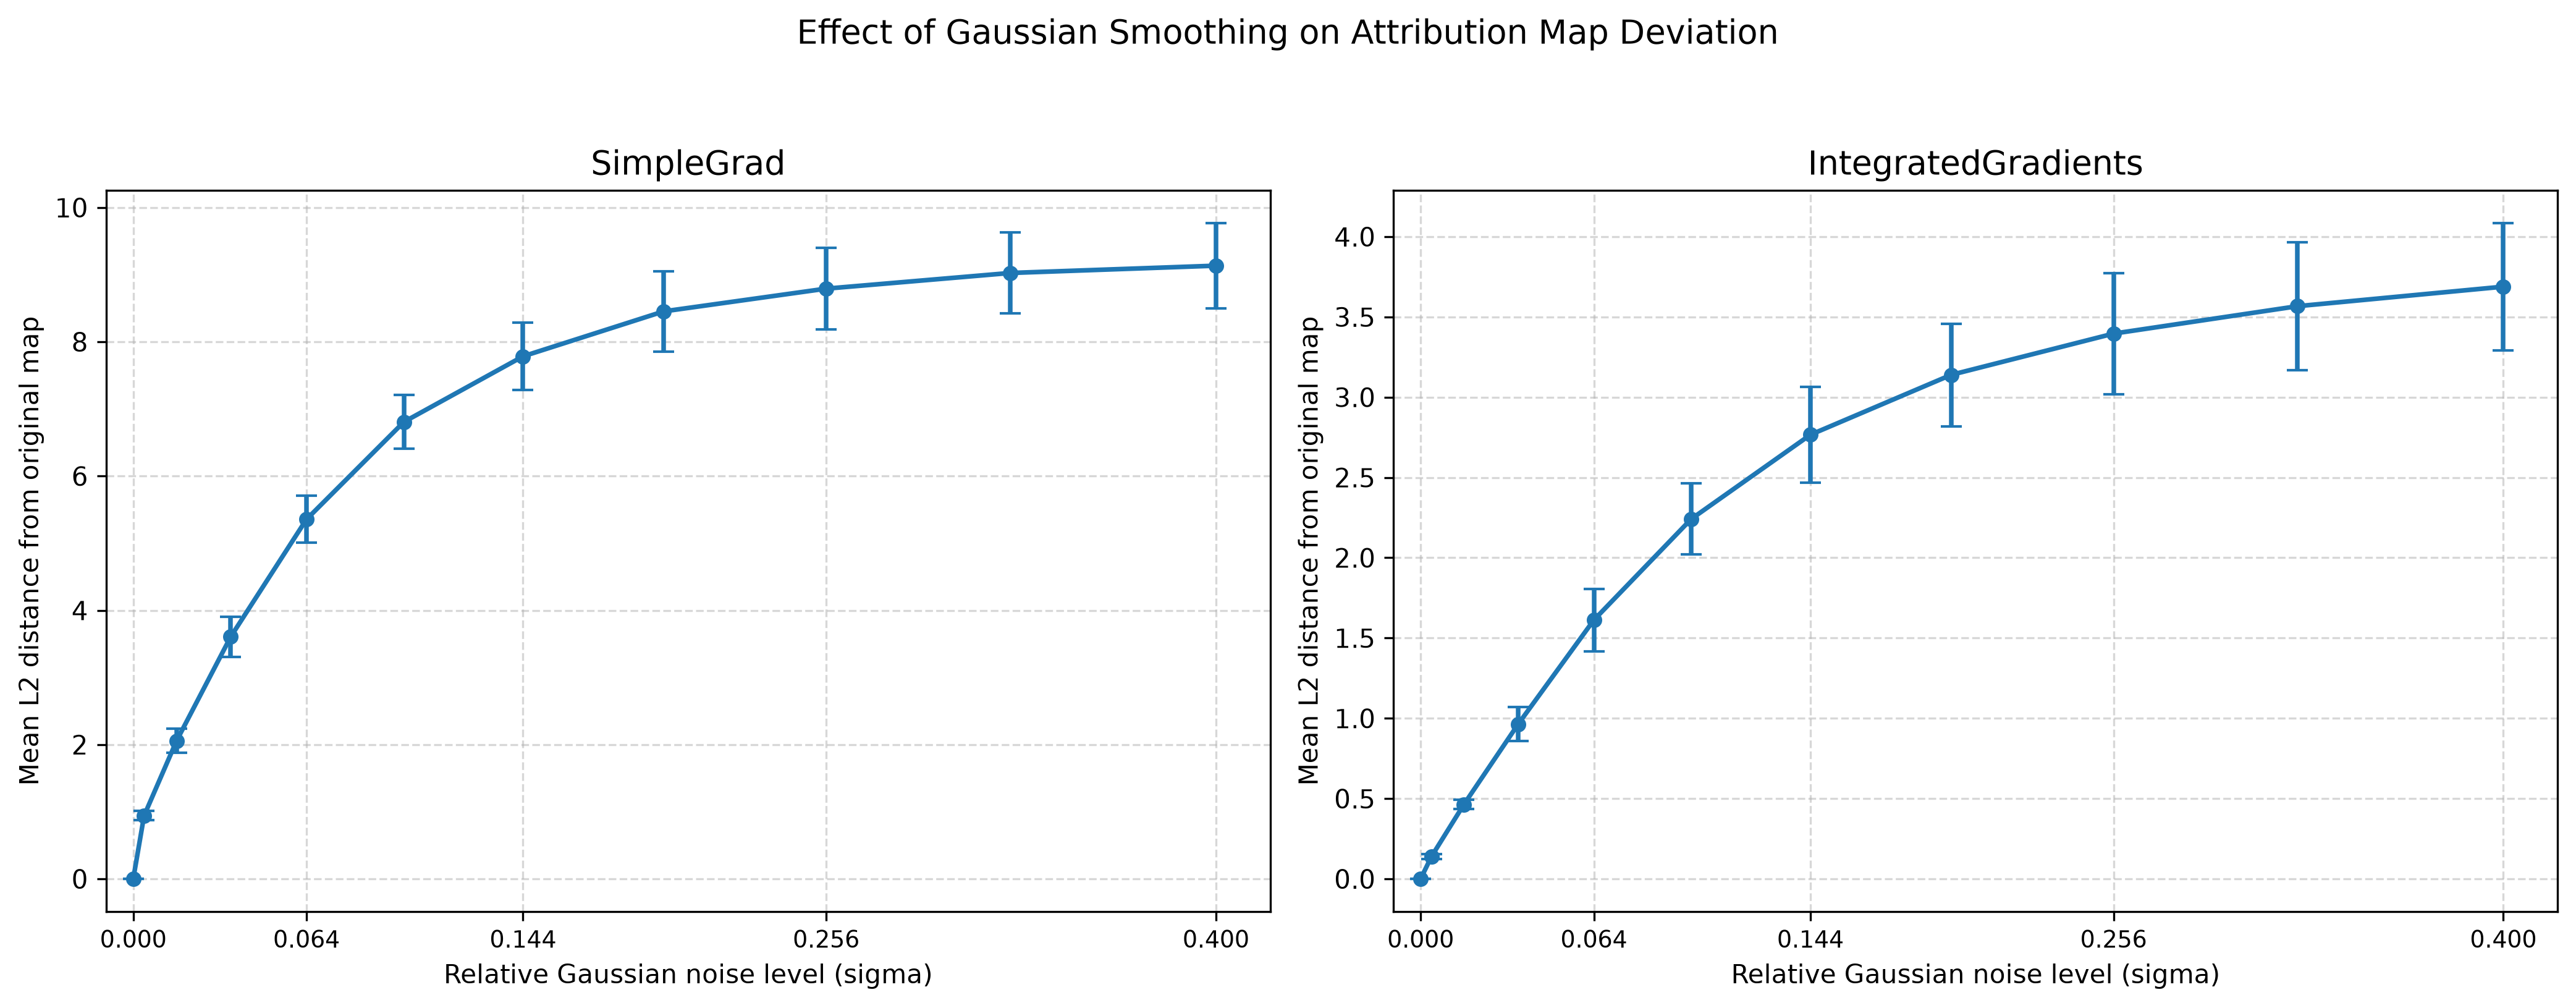 Effect of Gaussian Smoothing on Attribution Map Deviation
SimpleGrad
Mean L2 distance from original map
10
8
6
4
2
0
0.000 0.064 0.144 0.256 0.400
Relative Gaussian noise level (sigma)
IntegratedGradients
Mean L2 distance from original map
4.0
3.5
3.0
2.5
2.0
1.5
1.0
0.5
0.0
0.000 0.064 0.144 0.256 0.400
Relative Gaussian noise level (sigma)